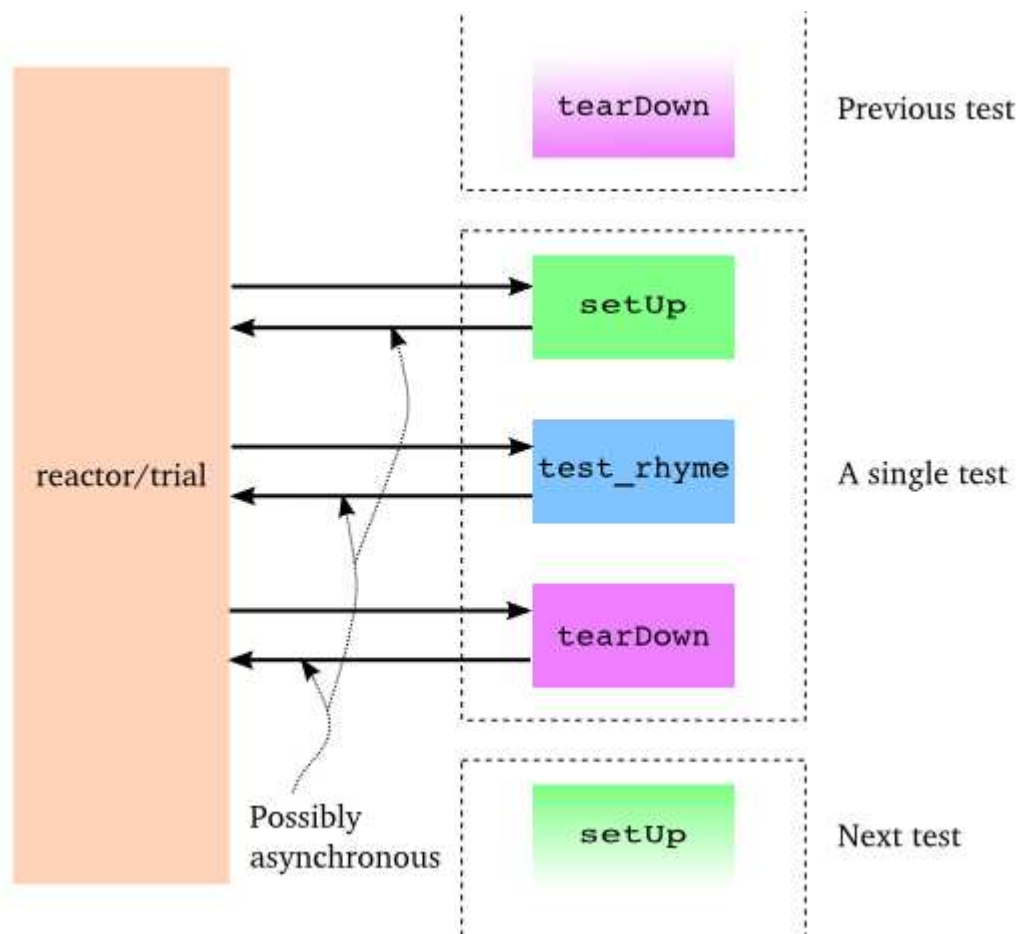 tearDown
Previous test
setUp
reactor/trial
test_rhyme
A single test
tearDown
Possibly
asynchronous
setUp
Next test